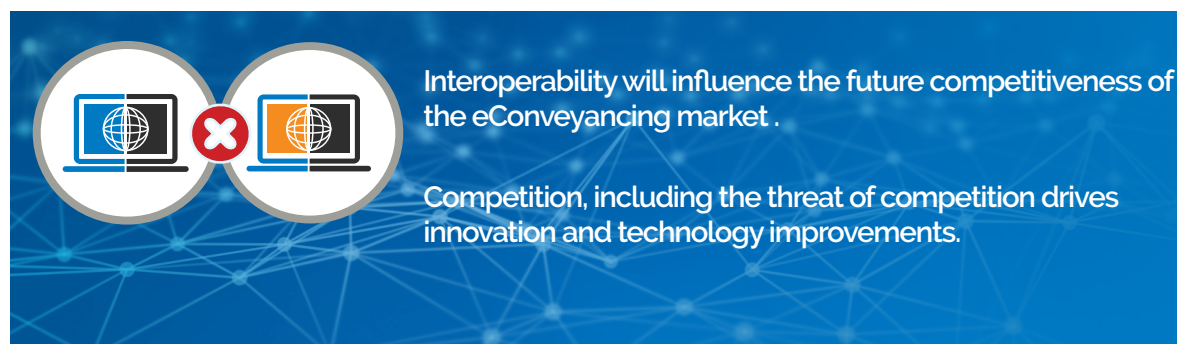 Interoperability will influence the future competitiveness of
the eConveyancing market .
Competition, including the threat of competition drives
innovation and technology improvements.